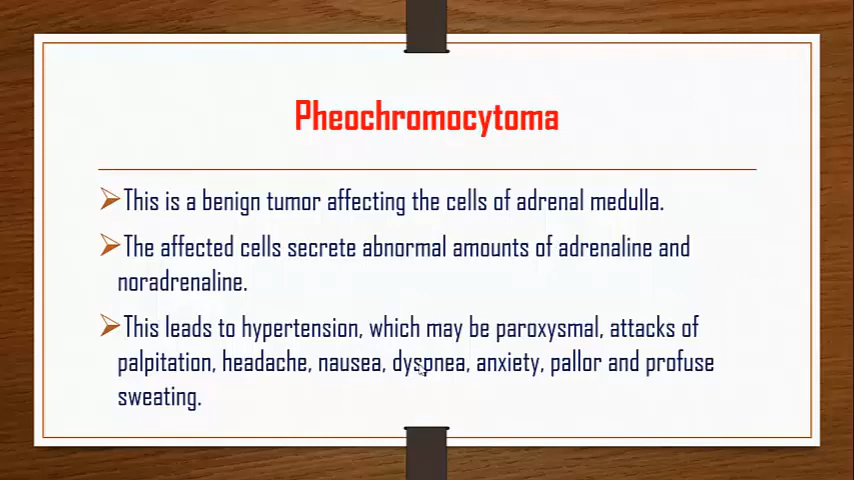 Pheochromocytoma
This is a benign tumor affecting the cells of adrenal medulla.
The affected cells secrete abnormal amounts of adrenaline and
noradrenaline.
This leads to hypertension, which may be paroxysmal, attacks of
palpitation, headache, nausea, dyspnea, anxiety, pallor and profuse
sweating.